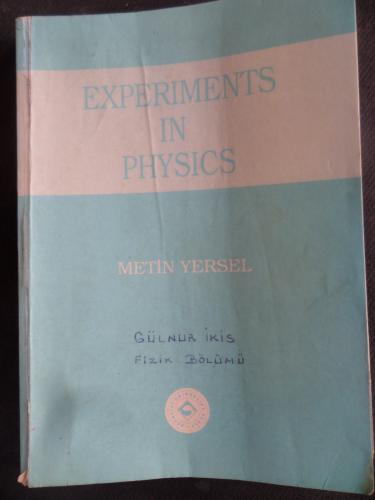 EXPERIMENTS
IN
PHYSICS
METİN YERSEL
GÜLNUR İKİS
FİZİK BÖLÜMÜ